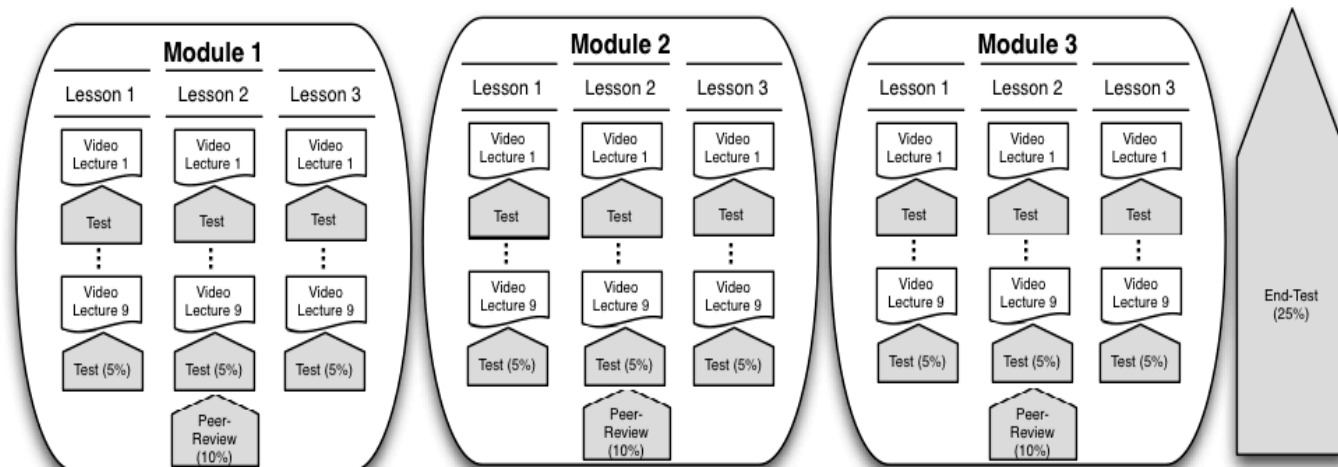 Module 1
Lesson 1
Lesson 2
Lesson 3
Video
Lecture 1
Video
Lecture 1
Video
Lecture 1
Test
Test
Test
Video
Lecture 9
Video
Lecture 9
Video
Lecture 9
Test (5%)
Test (5%)
Test (5%)
Peer-
Review
(10%)
Module 2
Lesson 1
Lesson 2
Lesson 3
Video
Lecture 1
Video
Lecture 1
Video
Lecture 1
Test
Test
Test
Video
Lecture 9
Video
Lecture 9
Video
Lecture 9
Test (5%)
Test (5%)
Test (5%)
Peer-
Review
(10%)
Module 3
Lesson 1
Lesson 2
Lesson 3
Video
Lecture 1
Video
Lecture 1
Video
Lecture 1
Test
Test
Test
Video
Lecture 9
Video
Lecture 9
Video
Lecture 9
Test (5%)
Test (5%)
Test (5%)
Peer-
Review
(10%)
End-Test
(25%)